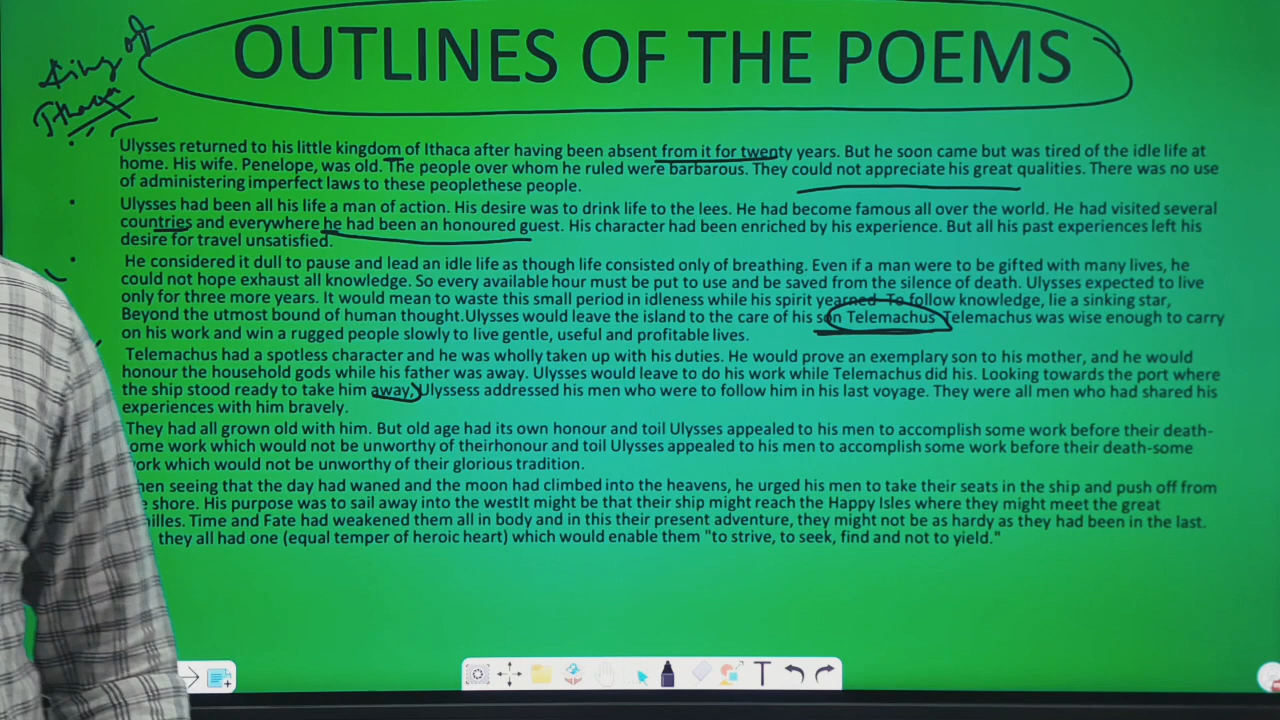 King of
Ithaca
OUTLINES OF THE POEMS
Ulysses returned to his little kingdom of Ithaca after having been absent from it for twenty years. But he soon came but was tired of the idle life at
home. His wife. Penelope, was old. The people over whom he ruled were barbarous. They could not appreciate his great qualities. There was no use
of administering imperfect laws to these peoplethese people.
Ulysses had been all his life a man of action. His desire was to drink life to the lees. He had become famous all over the world. He had visited several
countries and everywhere he had been an honoured guest. His character had been enriched by his experience. But all his past experiences left his
desire for travel unsatisfied.
He considered it dull to pause and lead an idle life as though life consisted only of breathing. Even if a man were to be gifted with many lives, he
could not hope exhaust all knowledge. So every available hour must be put to use and be saved from the silence of death. Ulysses expected to live
only for three more years. It would mean to waste this small period in idleness while his spirit yearned To follow knowledge, lie a sinking star,
Beyond the utmost bound of human thought.Ulysses would leave the island to the care of his son Telemachus Telemachus was wise enough to carry
on his work and win a rugged people slowly to live gentle, useful and profitable lives.
Telemachus had a spotless character and he was wholly taken up with his duties. He would prove an exemplary son to his mother, and he would
honour the household gods while his father was away. Ulysses would leave to do his work while Telemachus did his. Looking towards the port where
the ship stood ready to take him away, Ulyssess addressed his men who were to follow him in his last voyage. They were all men who had shared his
experiences with him bravely.
They had all grown old with him. But old age had its own honour and toil Ulysses appealed to his men to accomplish some work before their death-
ome work which would not be unworthy of theirhonour and toil Ulysses appealed to his men to accomplish some work before their death-some
ork which would not be unworthy of their glorious tradition.
hen seeing that the day had waned and the moon had climbed into the heavens, he urged his men to take their seats in the ship and push off from
e shore. His purpose was to sail away into the westIt might be that their ship might reach the Happy Isles where they might meet the great
hilles. Time and Fate had weakened them all in body and in this their present adventure, they might not be as hardy as they had been in the last.
they all had one (equal temper of heroic heart) which would enable them "to strive, to seek, find and not to yield."